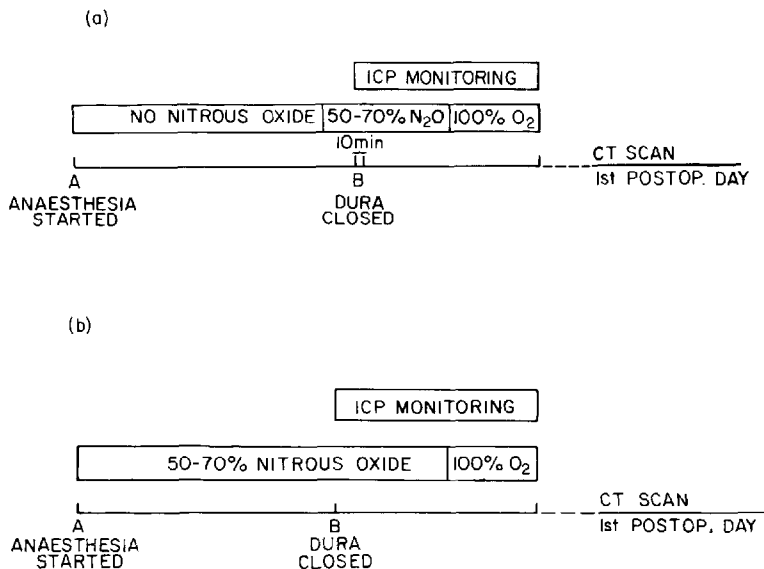 (a)
ICP MONITORING
NO NITROUS OXIDE 50-70% N₂O 100% O₂
10min
A B CT SCAN
ANAESTHESIA STARTED DURA CLOSED 1st POSTOP. DAY
(b)
ICP MONITORING
50-70% NITROUS OXIDE 100% O₂
A B CT SCAN
ANAESTHESIA STARTED DURA CLOSED 1st POSTOP. DAY